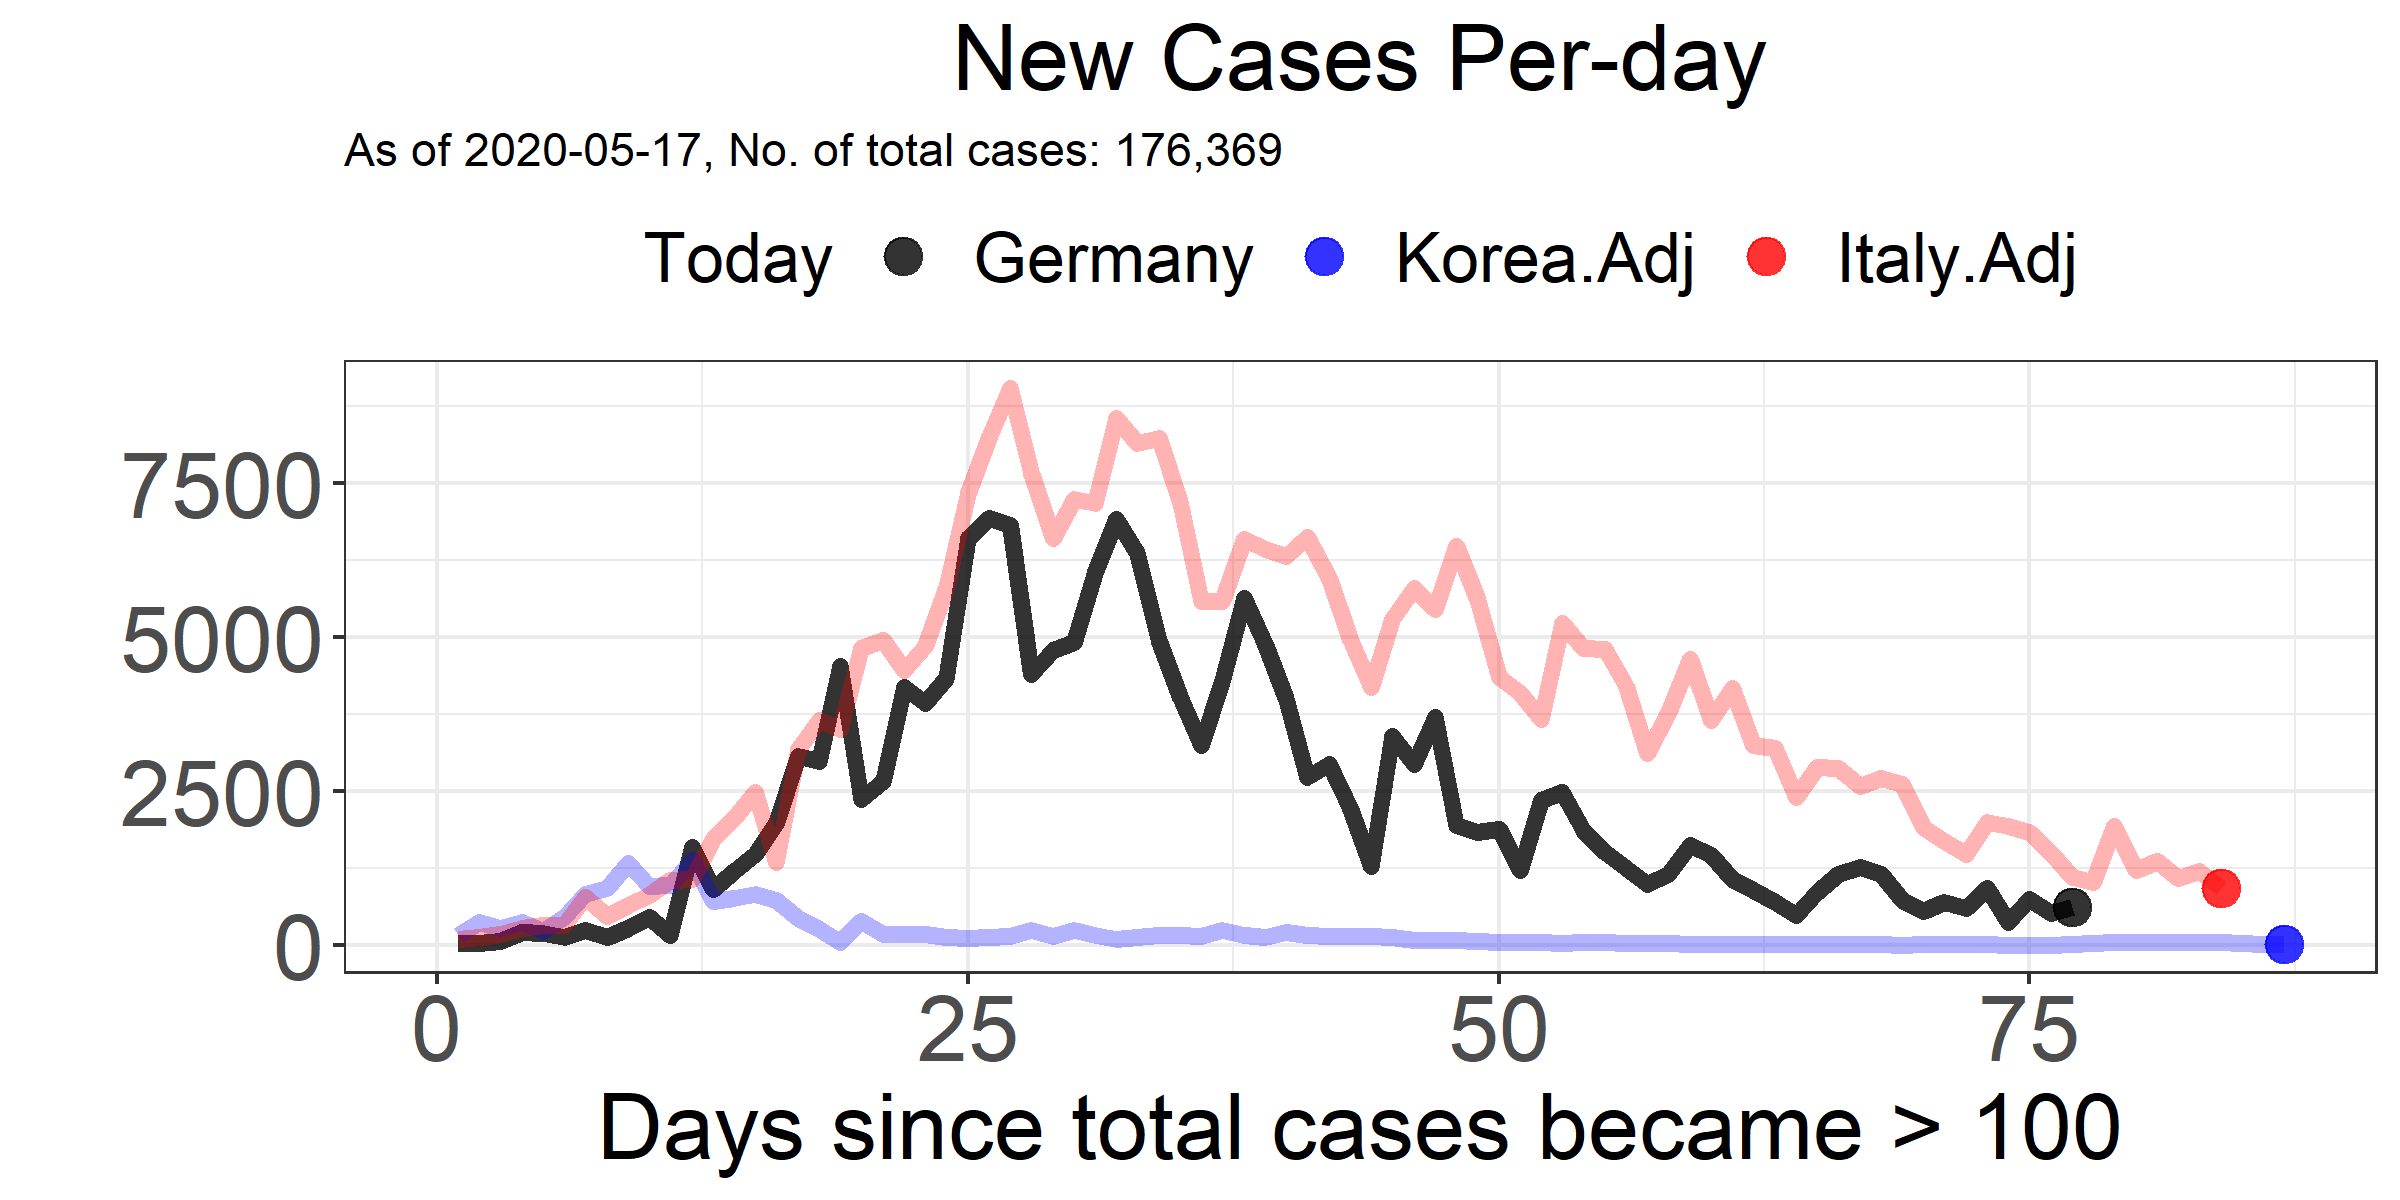 New Cases Per-day
As of 2020-05-17, No. of total cases: 176,369
Today Germany Korea.Adj Italy.Adj
7500
5000
2500
0
0 25 50 75
Days since total cases became > 100